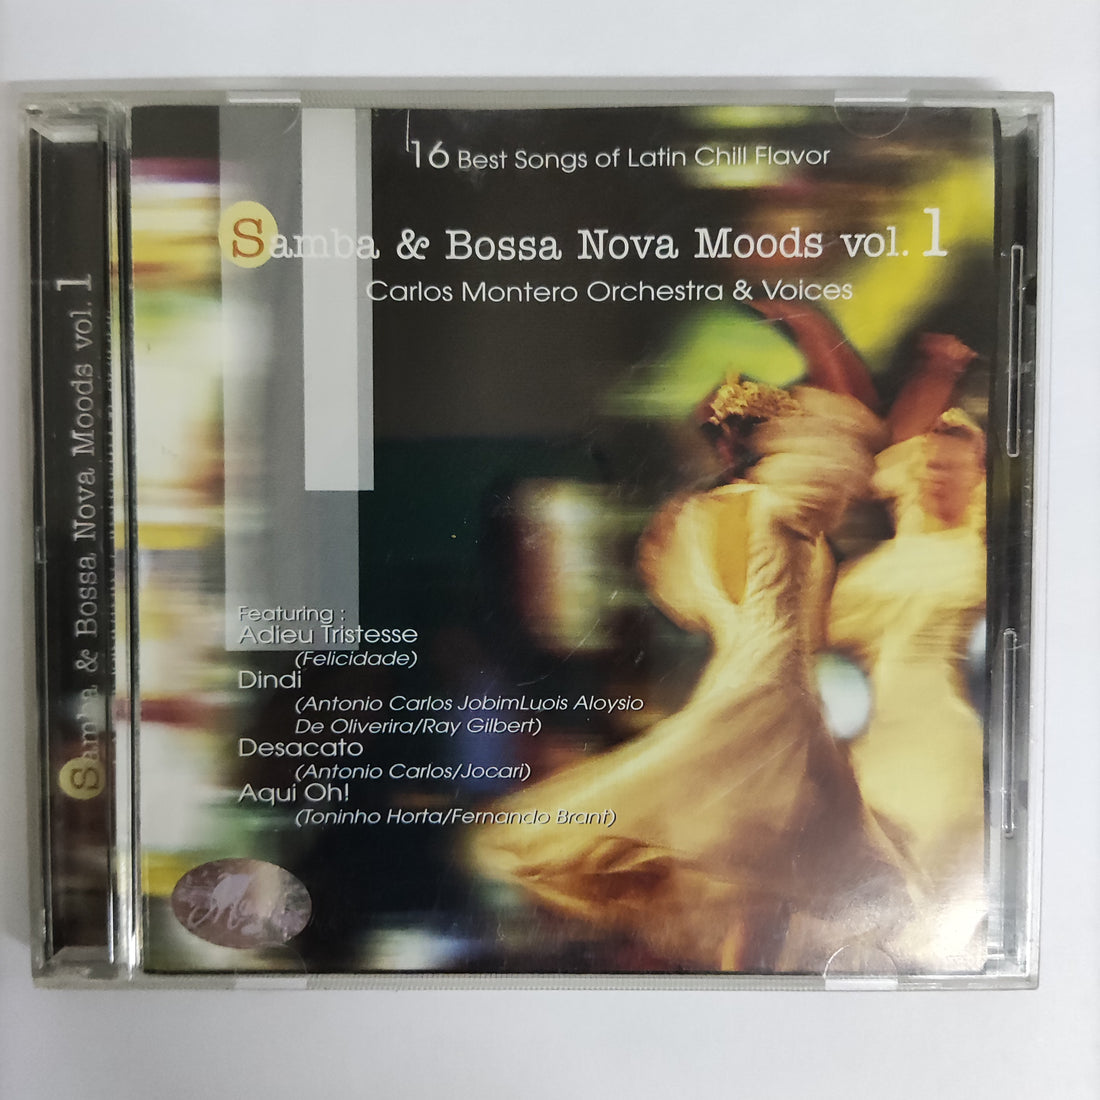 16 Best Songs of Latin Chill Flavor
Samba & Bossa Nova Moods vol. 1
Carlos Montero Orchestra & Voices
Samba & Bossa Nova Moods vol. 1
Featuring :
Adieu Tristesse
(Felicidade)
Dindi
(Antonio Carlos JobimLuois Aloysio
De Oliverira/Ray Gilbert)
Desacato
(Antonio Carlos/Jocari)
Aqui Oh!
(Toninho Horta/Fernando Brant)